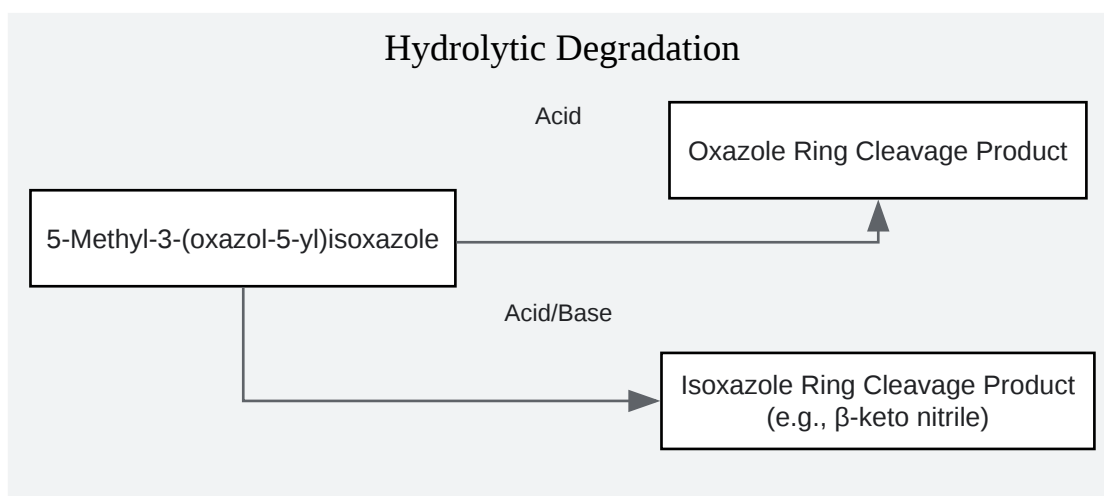 Hydrolytic Degradation
Acid
Oxazole Ring Cleavage Product
5-Methyl-3-(oxazol-5-yl)isoxazole
Acid/Base
Isoxazole Ring Cleavage Product
(e.g., β-keto nitrile)